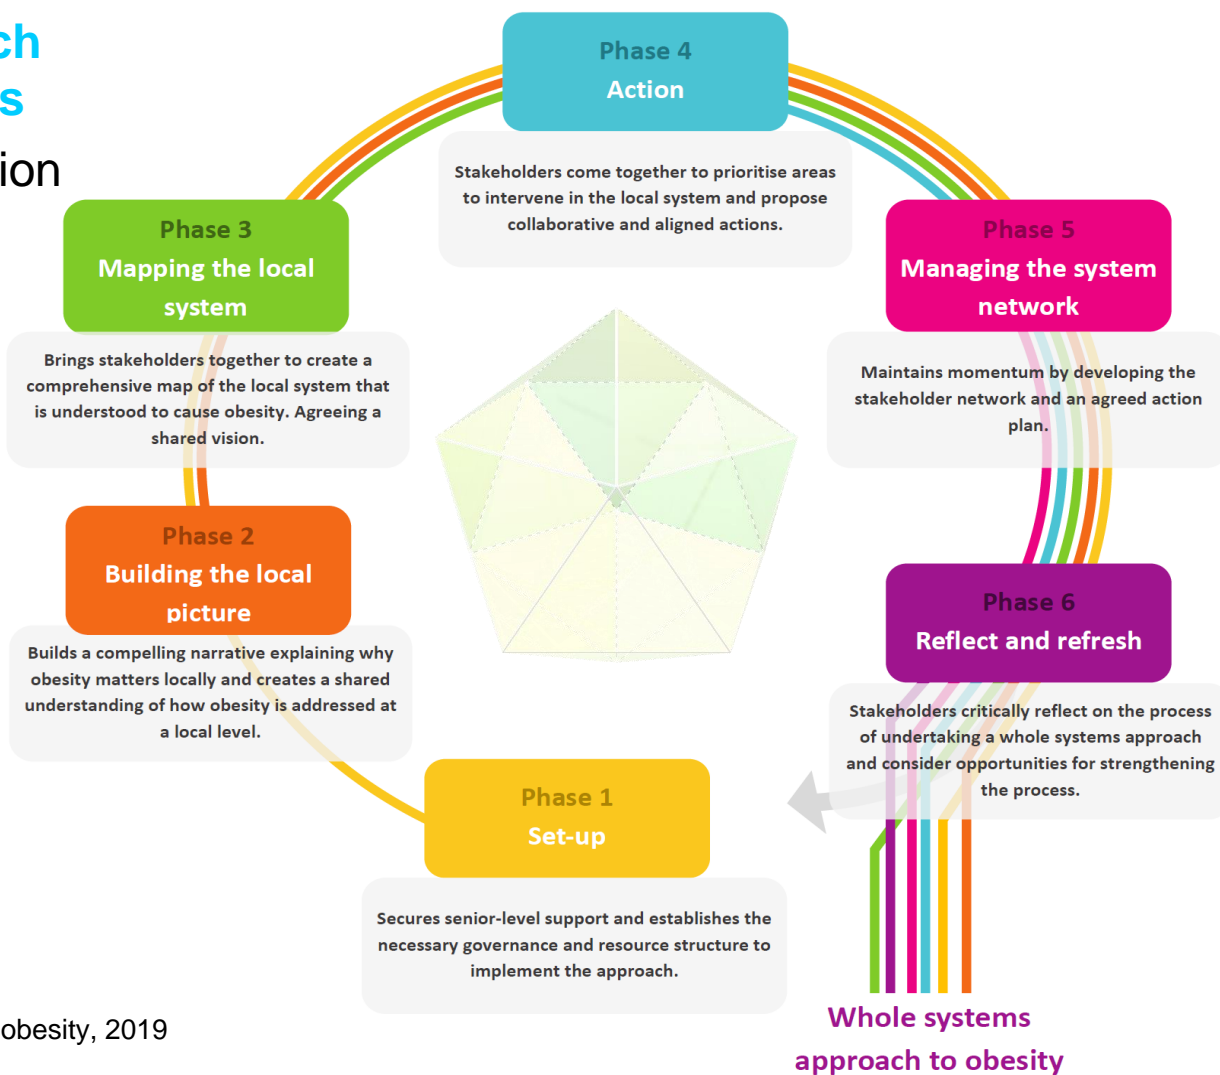 ch
s
ion
Phase 4
Action
Stakeholders come together to prioritise areas
to intervene in the local system and propose
collaborative and aligned actions.
Phase 3
Mapping the local
system
Brings stakeholders together to create a
comprehensive map of the local system that
is understood to cause obesity. Agreeing a
shared vision.
Phase 5
Managing the system
network
Maintains momentum by developing the
stakeholder network and an agreed action
plan.
Phase 2
Building the local
picture
Builds a compelling narrative explaining why
obesity matters locally and creates a shared
understanding of how obesity is addressed at
a local level.
Phase 6
Reflect and refresh
Stakeholders critically reflect on the process
of undertaking a whole systems approach
and consider opportunities for strengthening
the process.
Phase 1
Set-up
Secures senior-level support and establishes the
necessary governance and resource structure to
implement the approach.
Whole systems
approach to obesity
obesity, 2019